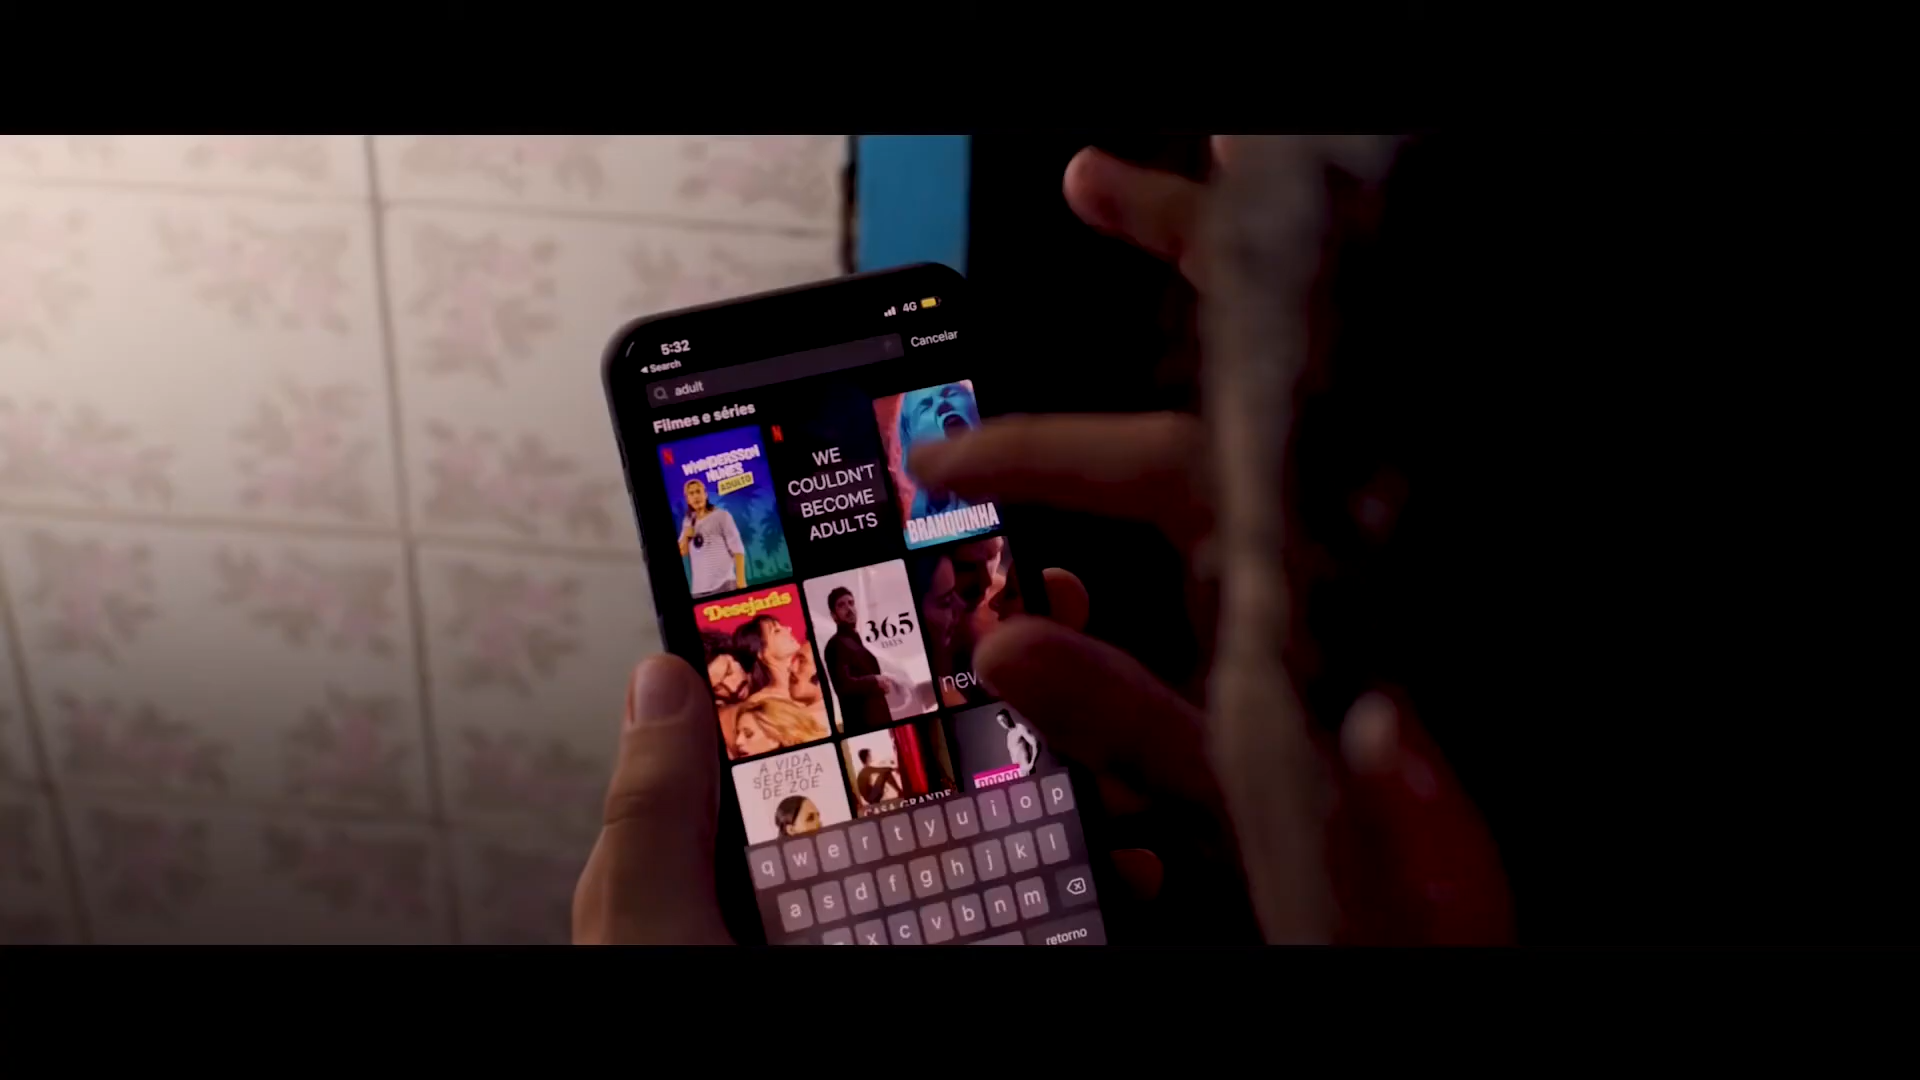 5:32
4G
Search
Cancelar
adult
Filmes e séries
N
WHINDERSSON
NUNES
ADULTO
N
WE
COULDN'T
BECOME
ADULTS
BRANQUINHA
Desejarás
365
DAYS
A VIDA
SECRETA
DE ZOE
CASA GRANDE
q w e r t y u i o p
a s d f g h j k l
x c v b n m
retorno